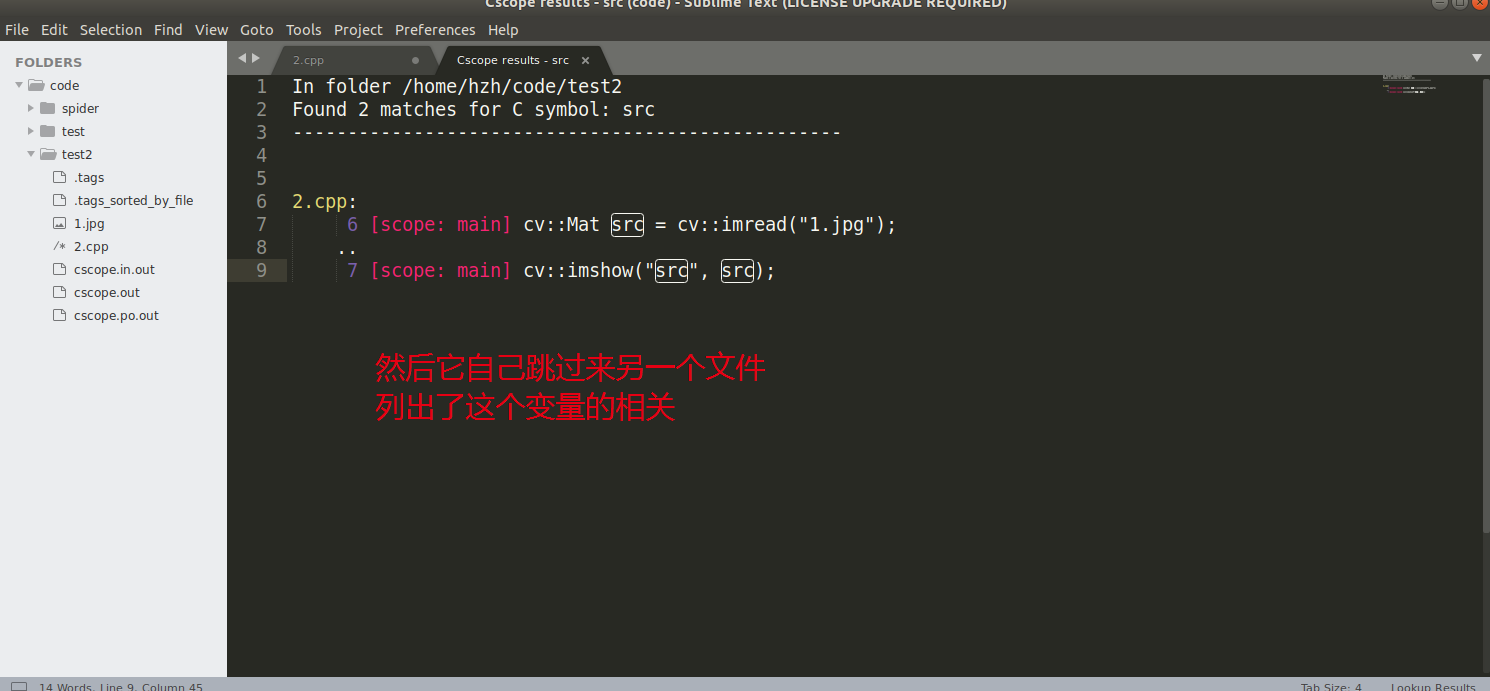 Cscope results - src (code) - Sublime Text (LICENSE UPGRADE REQUIRED)
File Edit Selection Find View Goto Tools Project Preferences Help
FOLDERS
code
spider
test
test2
.tags
.tags_sorted_by_file
1.jpg
/* 2.cpp
cscope.in.out
cscope.out
cscope.po.out
2.cpp
Cscope results - src ×
1 In folder /home/hzh/code/test2
2 Found 2 matches for C symbol: src
3 --------------------------------------------------
4
5
6 2.cpp:
7 6 [scope: main] cv::Mat src = cv::imread("1.jpg");
8 ..
9 7 [scope: main] cv::imshow("src", src);
然后它自己跳过来另一个文件
列出了这个变量的相关
14 Words, Line 9, Column 45
Tab Size: 4
Lookup Results